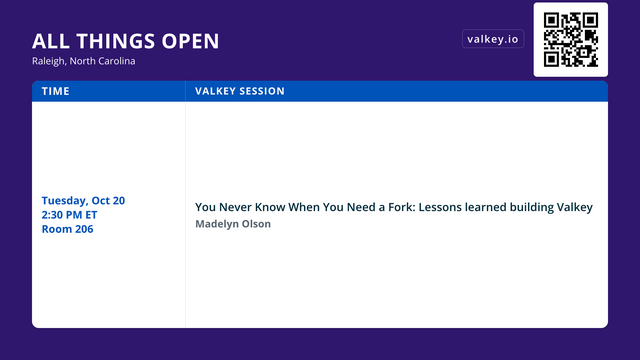 ALL THINGS OPEN
Raleigh, North Carolina
valkey.io
TIME
VALKEY SESSION
Tuesday, Oct 20
2:30 PM ET
Room 206
You Never Know When You Need a Fork: Lessons learned building Valkey
Madelyn Olson